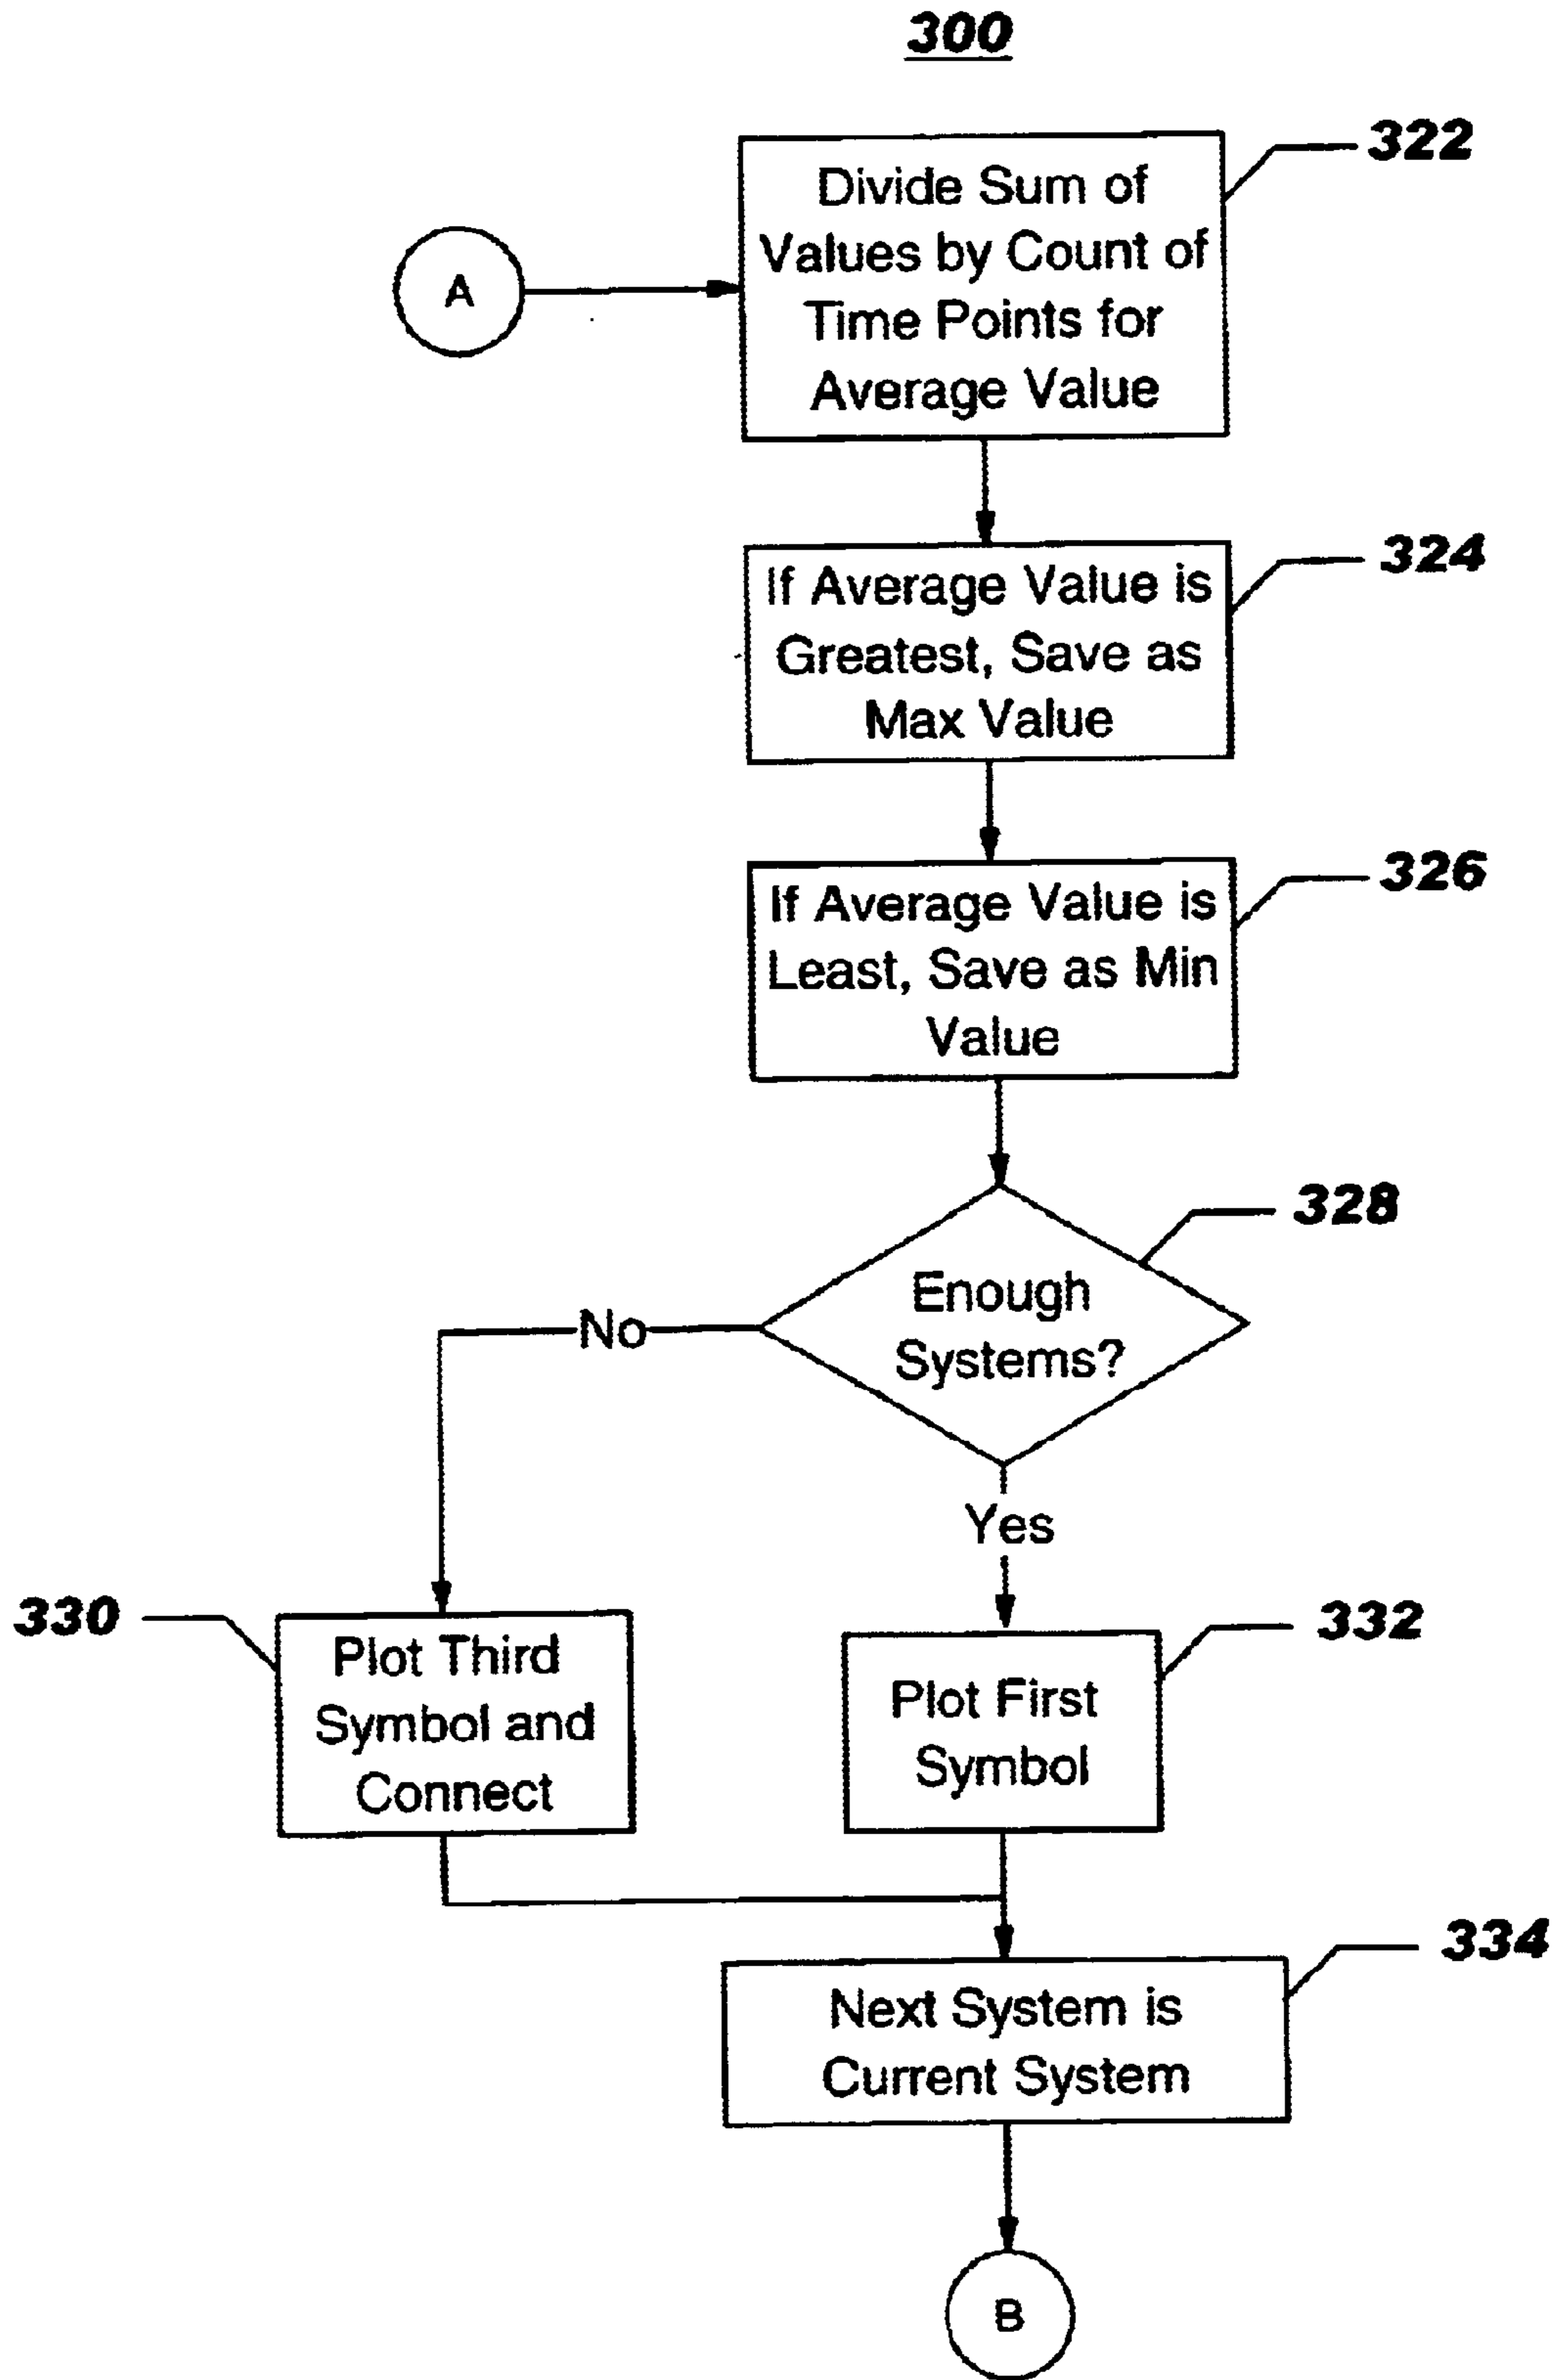 300
322
Divide Sum of
Values by Count of
Time Points for
Average Value
A
324
If Average Value is
Greatest, Save as
Max Value
326
If Average Value is
Least, Save as Min
Value
328
Enough
Systems?
No
Yes
330
Plot Third
Symbol and
Connect
332
Plot First
Symbol
334
Next System is
Current System
B